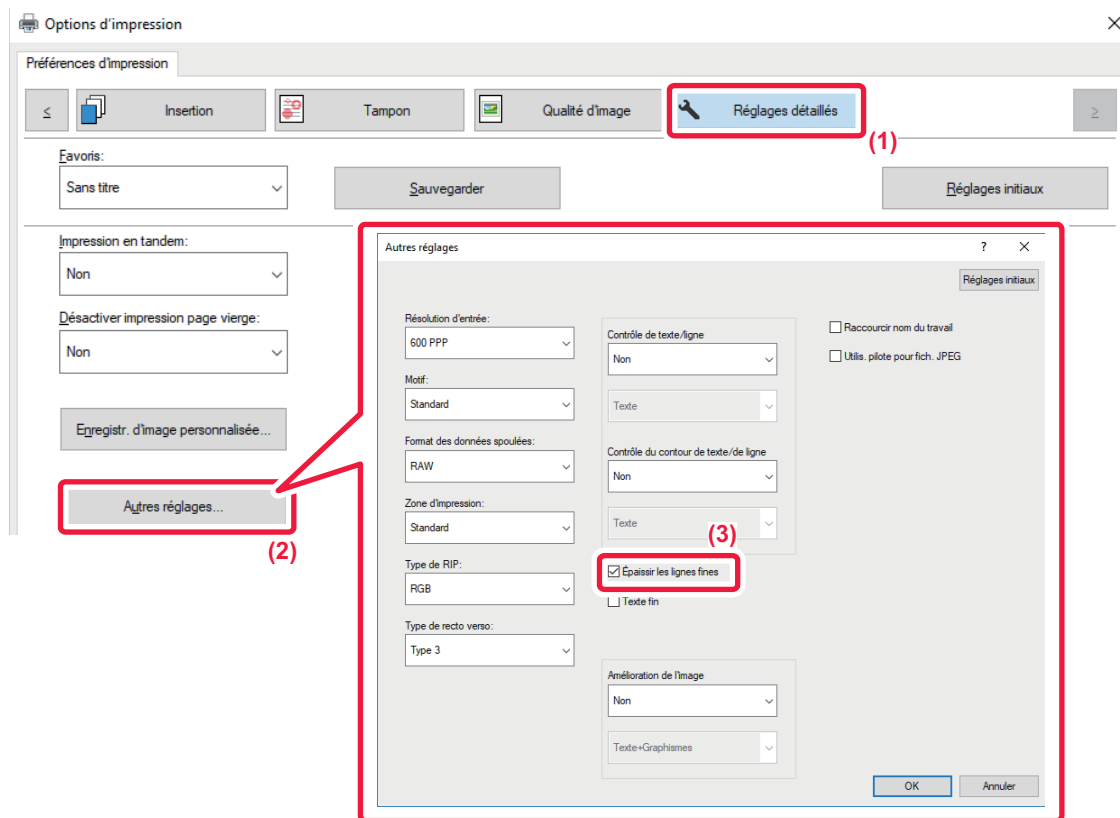 Options d'impression
Préférences d'impression
<
Insertion
Tampon
Qualité d'image
Réglages détaillés
>
(1)
Favoris:
Sans titre
Sauvegarder
Réglages initiaux
Impression en tandem:
Non
Désactiver impression page vierge:
Non
Enregistr. d'image personnalisée...
Autres réglages...
(2)
Autres réglages
?
Réglages initiaux
Résolution d'entrée:
600 PPP
Motif:
Standard
Format des données spoulées:
RAW
Zone d'impression:
Standard
Type de RIP:
RGB
Type de recto verso:
Type 3
Contrôle de texte/ligne
Non
Texte
Contrôle du contour de texte/de ligne
Non
Texte
(3)
Épaissir les lignes fines
Texte fin
Amélioration de l'image
Non
Texte+Graphismes
Raccourcir nom du travail
Utilis. pilote pour fich. JPEG
OK
Annuler